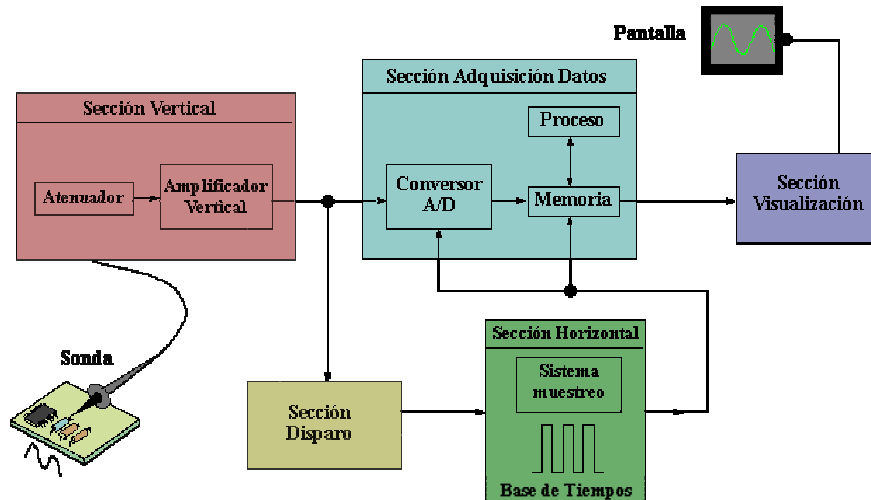 Pantalla
Sección Adquisición Datos
Sección Vertical
Proceso
Atenuador
Amplificador
Vertical
Conversor
A/D
Memoria
Sección
Visualización
Sonda
Sección
Disparo
Sección Horizontal
Sistema
muestreo
Base de Tiempos